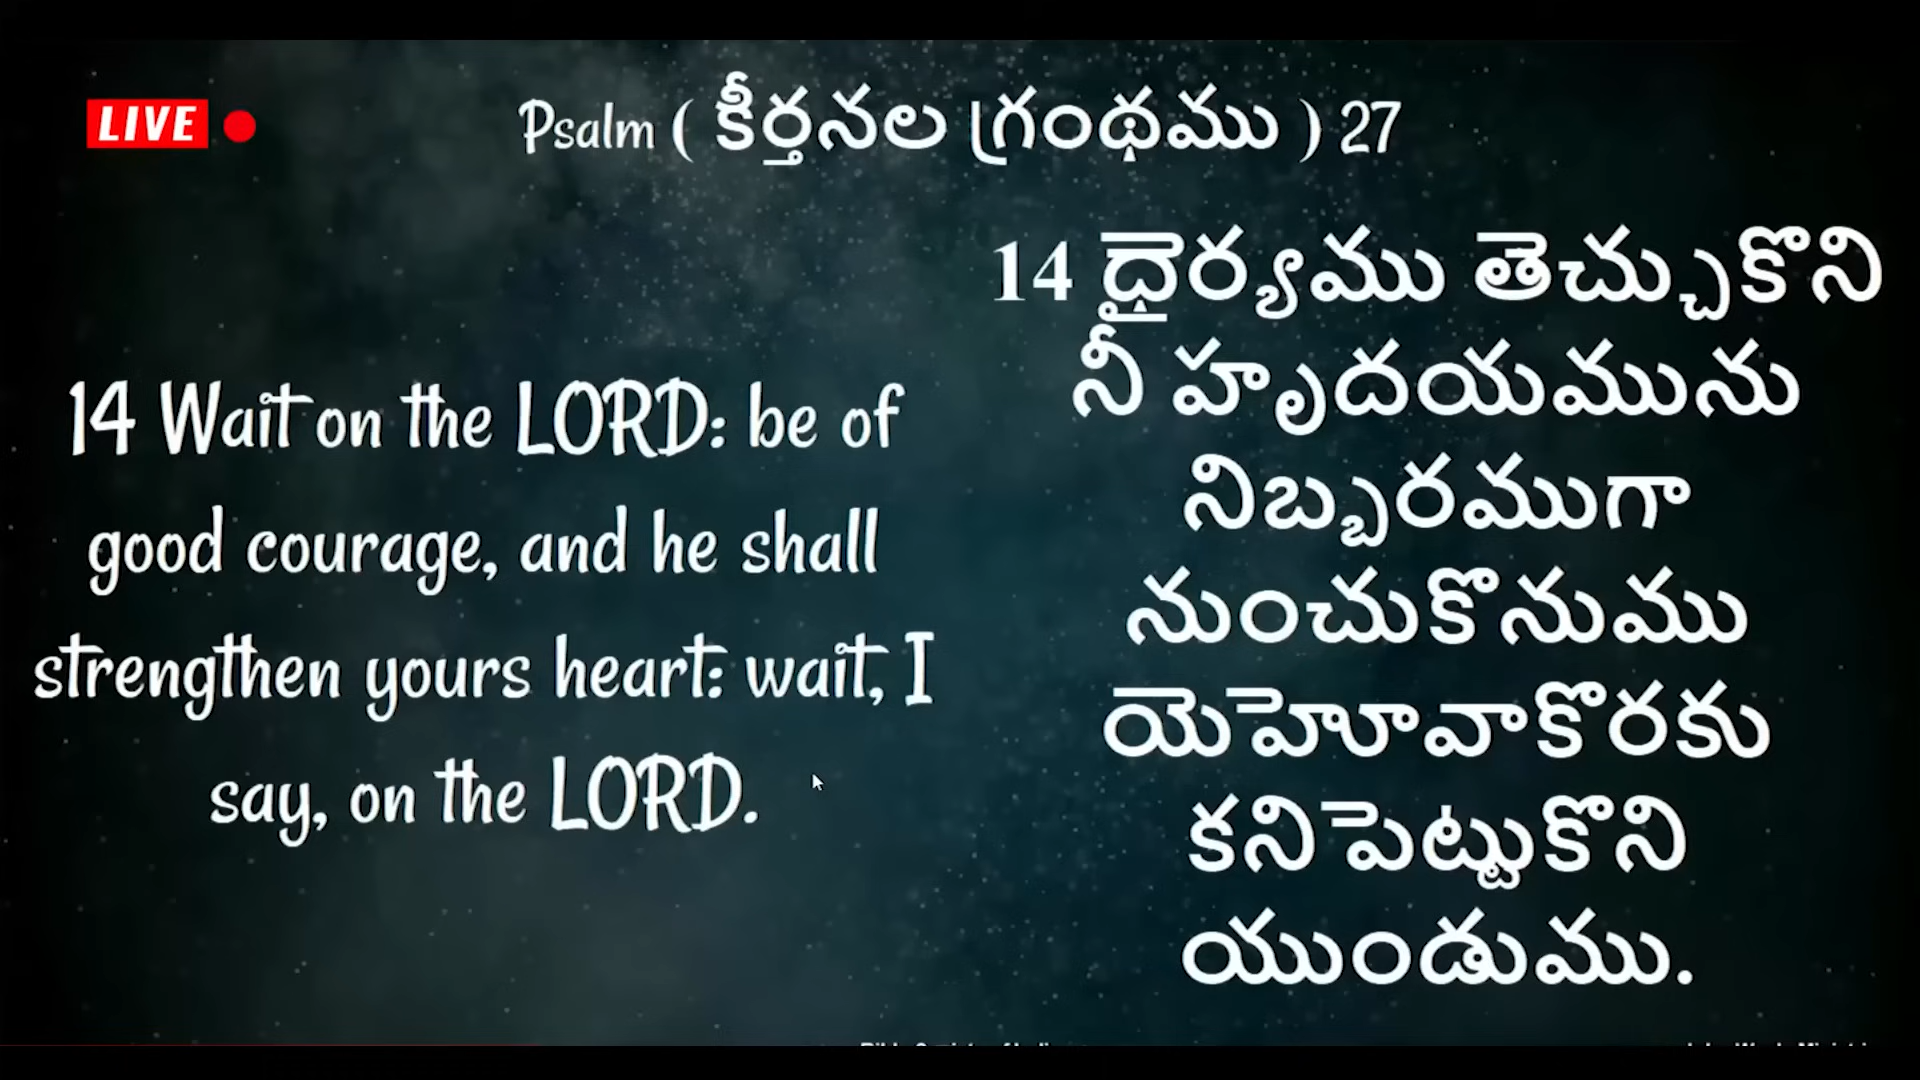 LIVE
Psalm ( కీర్తనల గ్రంథము ) 27
14 Wait on the LORD: be of
good courage, and he shall
strengthen yours heart: wait, I
say, on the LORD.
14 ధైర్యము తెచ్చుకొని
నీ హృదయమును
నిబ్బరముగా
నుంచుకొనుము
యెహోవాకొరకు
కనిపెట్టుకొని
యుండుము.